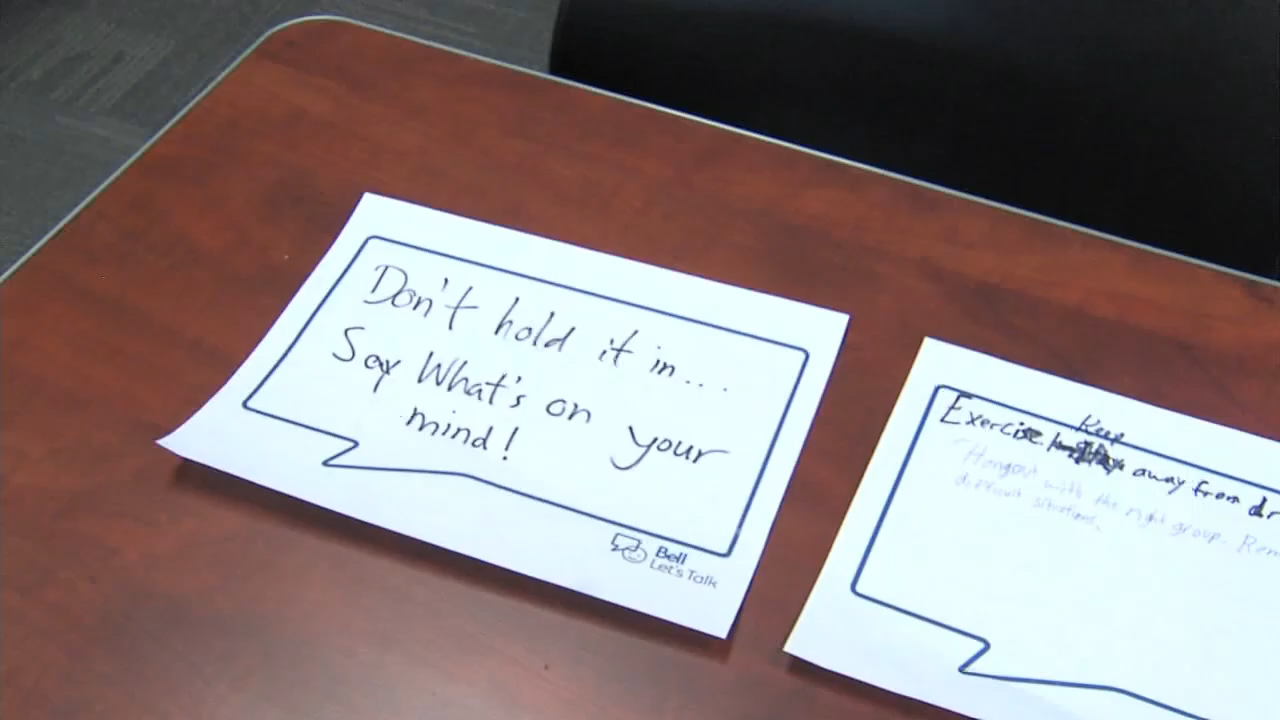 Don't hold it in...
Say What's on your
mind!
Bell
Let's Talk
Keep
Exercise. away from dr
Hangout with the right group. Rem
difficult situations.